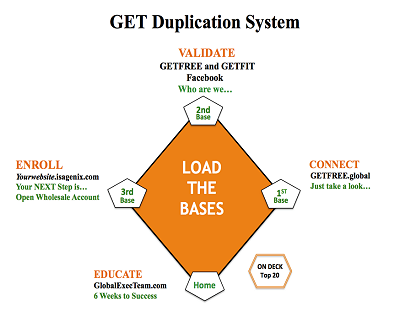 GET Duplication System
VALIDATE
GETFREE and GETFIT
Facebook
Who are we…
2nd
Base
ENROLL
Yourwebsite.isagenix.com
Your NEXT Step is…
Open Wholesale Account
3rd
Base
LOAD
THE
BASES
1ST
Base
CONNECT
GETFREE.global
Just take a look…
EDUCATE
GlobalExecTeam.com
6 Weeks to Success
Home
ON DECK
Top 20